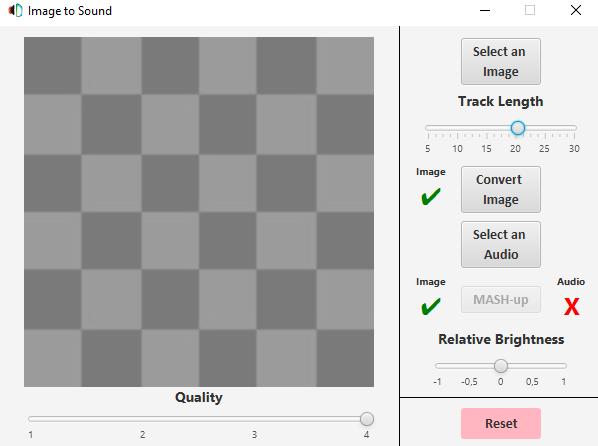 Image to Sound
Select an
Image
Track Length
5 10 15 20 25 30
Image
Convert
Image
Select an
Audio
Image
Audio
MASH-up
X
Relative Brightness
-1 -0,5 0 0,5 1
Quality
1 2 3 4
Reset